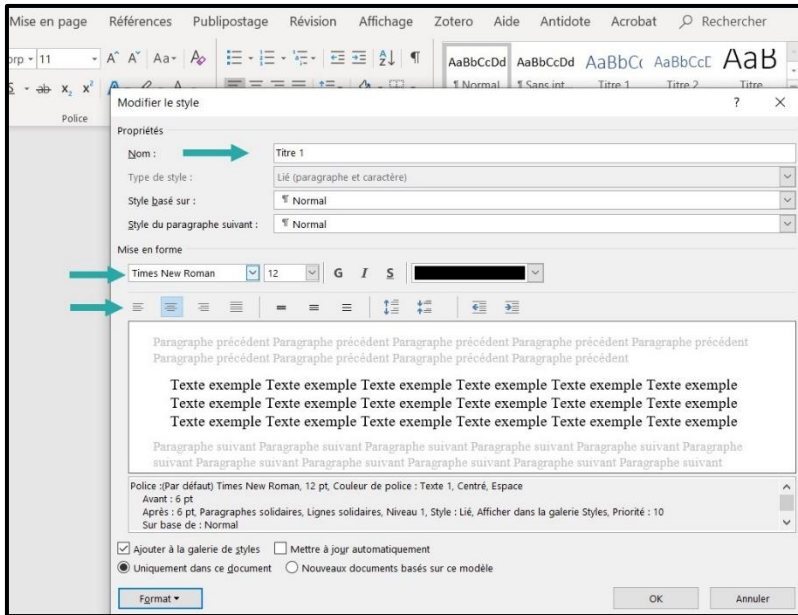 Mise en page Références Publipostage Révision Affichage Zotero Aide Antidote Acrobat Rechercher
11 A A Aa A
AaBbCcDd AaBbCcDd AaBbC AaBbCcE AaB
ab x₂ x² A A
¶ Normal ¶ Sans int... Titre 1 Titre 2 Titre
Police
Modifier le style ? ×
Propriétés
Nom : Titre 1
Type de style : Lié (paragraphe et caractère)
Style basé sur : ¶ Normal
Style du paragraphe suivant : ¶ Normal
Mise en forme
Times New Roman 12 G I S
Paragraphe précédent Paragraphe précédent Paragraphe précédent Paragraphe précédent Paragraphe précédent
Paragraphe précédent Paragraphe précédent Paragraphe précédent Paragraphe précédent
Texte exemple Texte exemple Texte exemple Texte exemple Texte exemple Texte exemple
Texte exemple Texte exemple Texte exemple Texte exemple Texte exemple Texte exemple
Texte exemple Texte exemple Texte exemple Texte exemple Texte exemple Texte exemple
Paragraphe suivant Paragraphe suivant Paragraphe suivant Paragraphe suivant Paragraphe suivant Paragraphe
suivant Paragraphe suivant Paragraphe suivant Paragraphe suivant Paragraphe suivant Paragraphe suivant
Police :(Par défaut) Times New Roman, 12 pt, Couleur de police : Texte 1, Centré, Espace
Avant : 6 pt
Après : 6 pt, Paragraphes solidaires, Lignes solidaires, Niveau 1, Style : Lié, Afficher dans la galerie Styles, Priorité : 10
Sur base de : Normal
Ajouter à la galerie de styles Mettre à jour automatiquement
Uniquement dans ce document Nouveaux documents basés sur ce modèle
Format OK Annuler